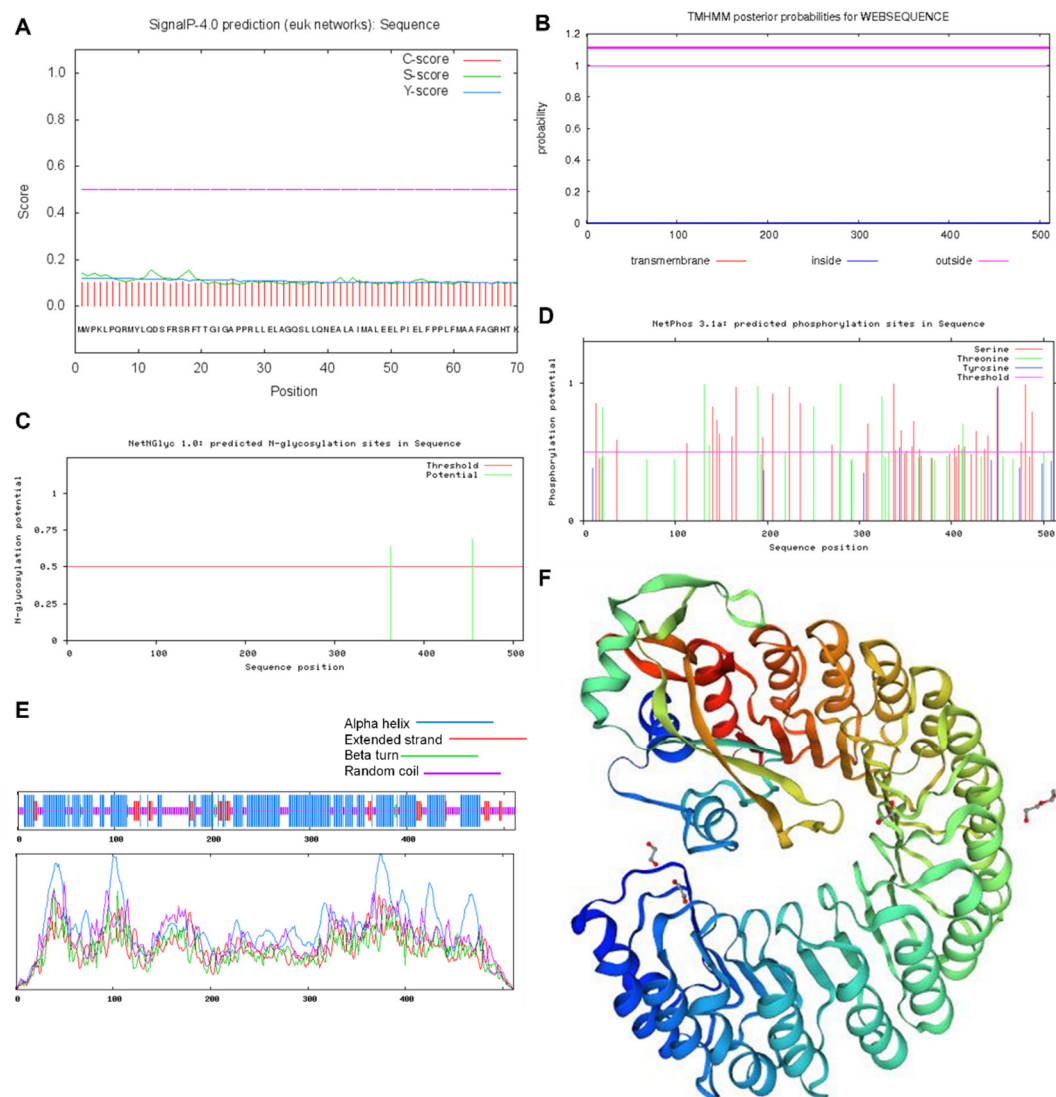 A
SignalP-4.0 prediction (euk networks): Sequence
C-score
S-score
Y-score
1.0
0.8
0.6
0.4
0.2
0.0
Score
MWPKLPQRMYLQDSFRSRFTTGIGAPPRLLELAGQSLLQNEALAIMALEELPIELFPPLFMAAFAGRHTK
0 10 20 30 40 50 60 70
Position
B
TMHMM posterior probabilities for WEBSEQUENCE
1.2
1
0.8
0.6
0.4
0.2
0
probability
0 100 200 300 400 500
transmembrane inside outside
C
NetNGlyc 1.0: predicted N-glycosylation sites in Sequence
Threshold
Potential
1
0.75
0.5
0.25
0
N-glycosylation potential
0 100 200 300 400 500
Sequence position
D
NetPhos 3.1a: predicted phosphorylation sites in Sequence
Serine
Threonine
Tyrosine
Threshold
1
0
Phosphorylation potential
0 100 200 300 400 500
Sequence position
E
Alpha helix
Extended strand
Beta turn
Random coil
0 100 200 300 400
0 100 200 300 400
F